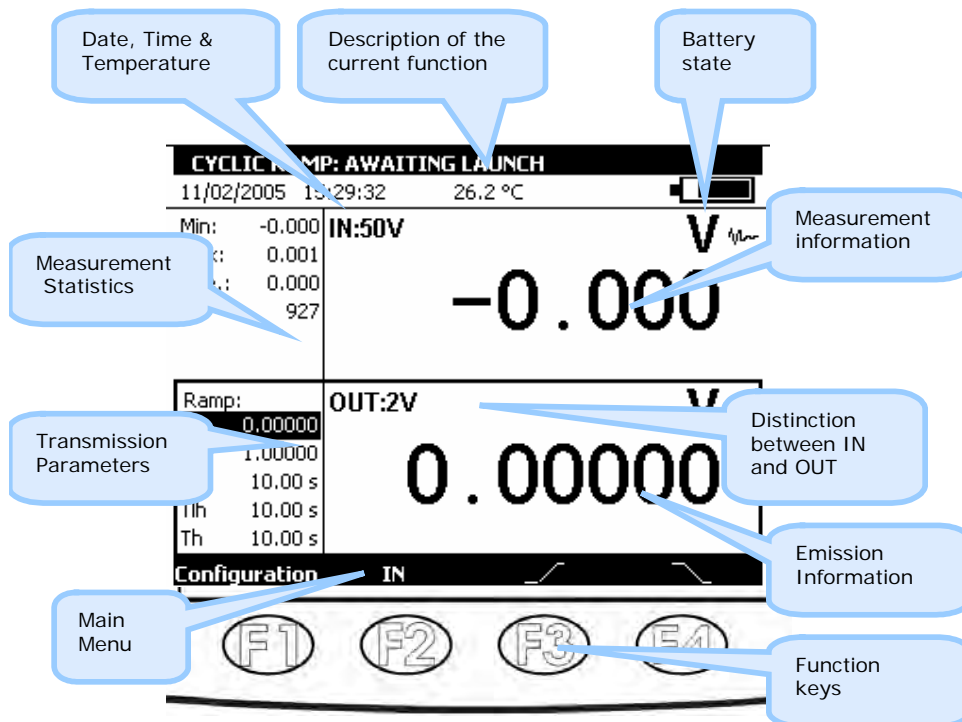 Date, Time &
Temperature
Description of the
current function
Battery
state
CYCLIC MP: AWAITING LAUNCH
11/02/2005 :29:32 26.2 °C
Min: -0.000
0.001
0.000
927
IN:50V
V
-0.000
Measurement
information
Measurement
Statistics
Ramp:
0.00000
1.00000
10.00 s
10.00 s
Th 10.00 s
OUT:2V
0.00000
Transmission
Parameters
Distinction
between IN
and OUT
Emission
Information
Configuration IN
Main
Menu
F1 F2 F3 F4
Function
keys